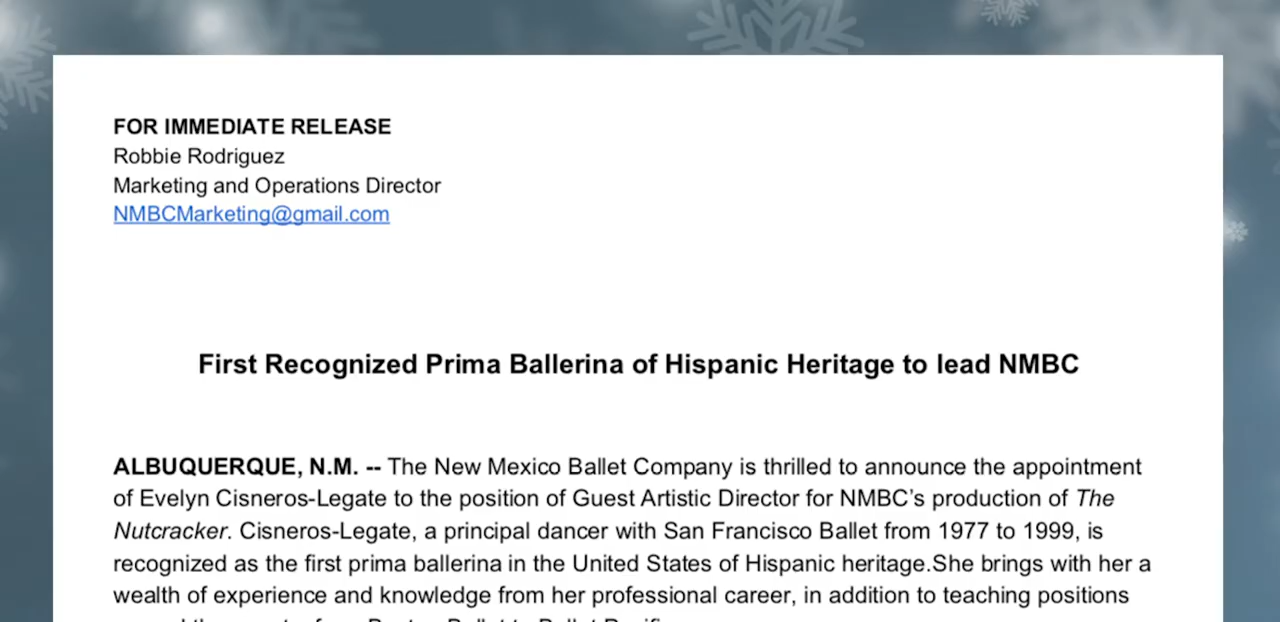 FOR IMMEDIATE RELEASE
Robbie Rodriguez
Marketing and Operations Director
NMBCMarketing@gmail.com
First Recognized Prima Ballerina of Hispanic Heritage to lead NMBC
ALBUQUERQUE, N.M. -- The New Mexico Ballet Company is thrilled to announce the appointment
of Evelyn Cisneros-Legate to the position of Guest Artistic Director for NMBC’s production of The
Nutcracker. Cisneros-Legate, a principal dancer with San Francisco Ballet from 1977 to 1999, is
recognized as the first prima ballerina in the United States of Hispanic heritage.She brings with her a
wealth of experience and knowledge from her professional career, in addition to teaching positions